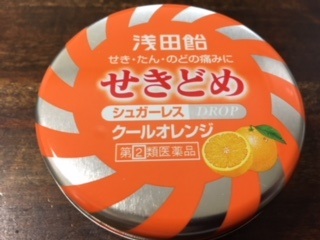 浅田飴
せき・たん・のどの痛みに
せきどめ
シュガーレス DROP
クールオレンジ
指②類医薬品